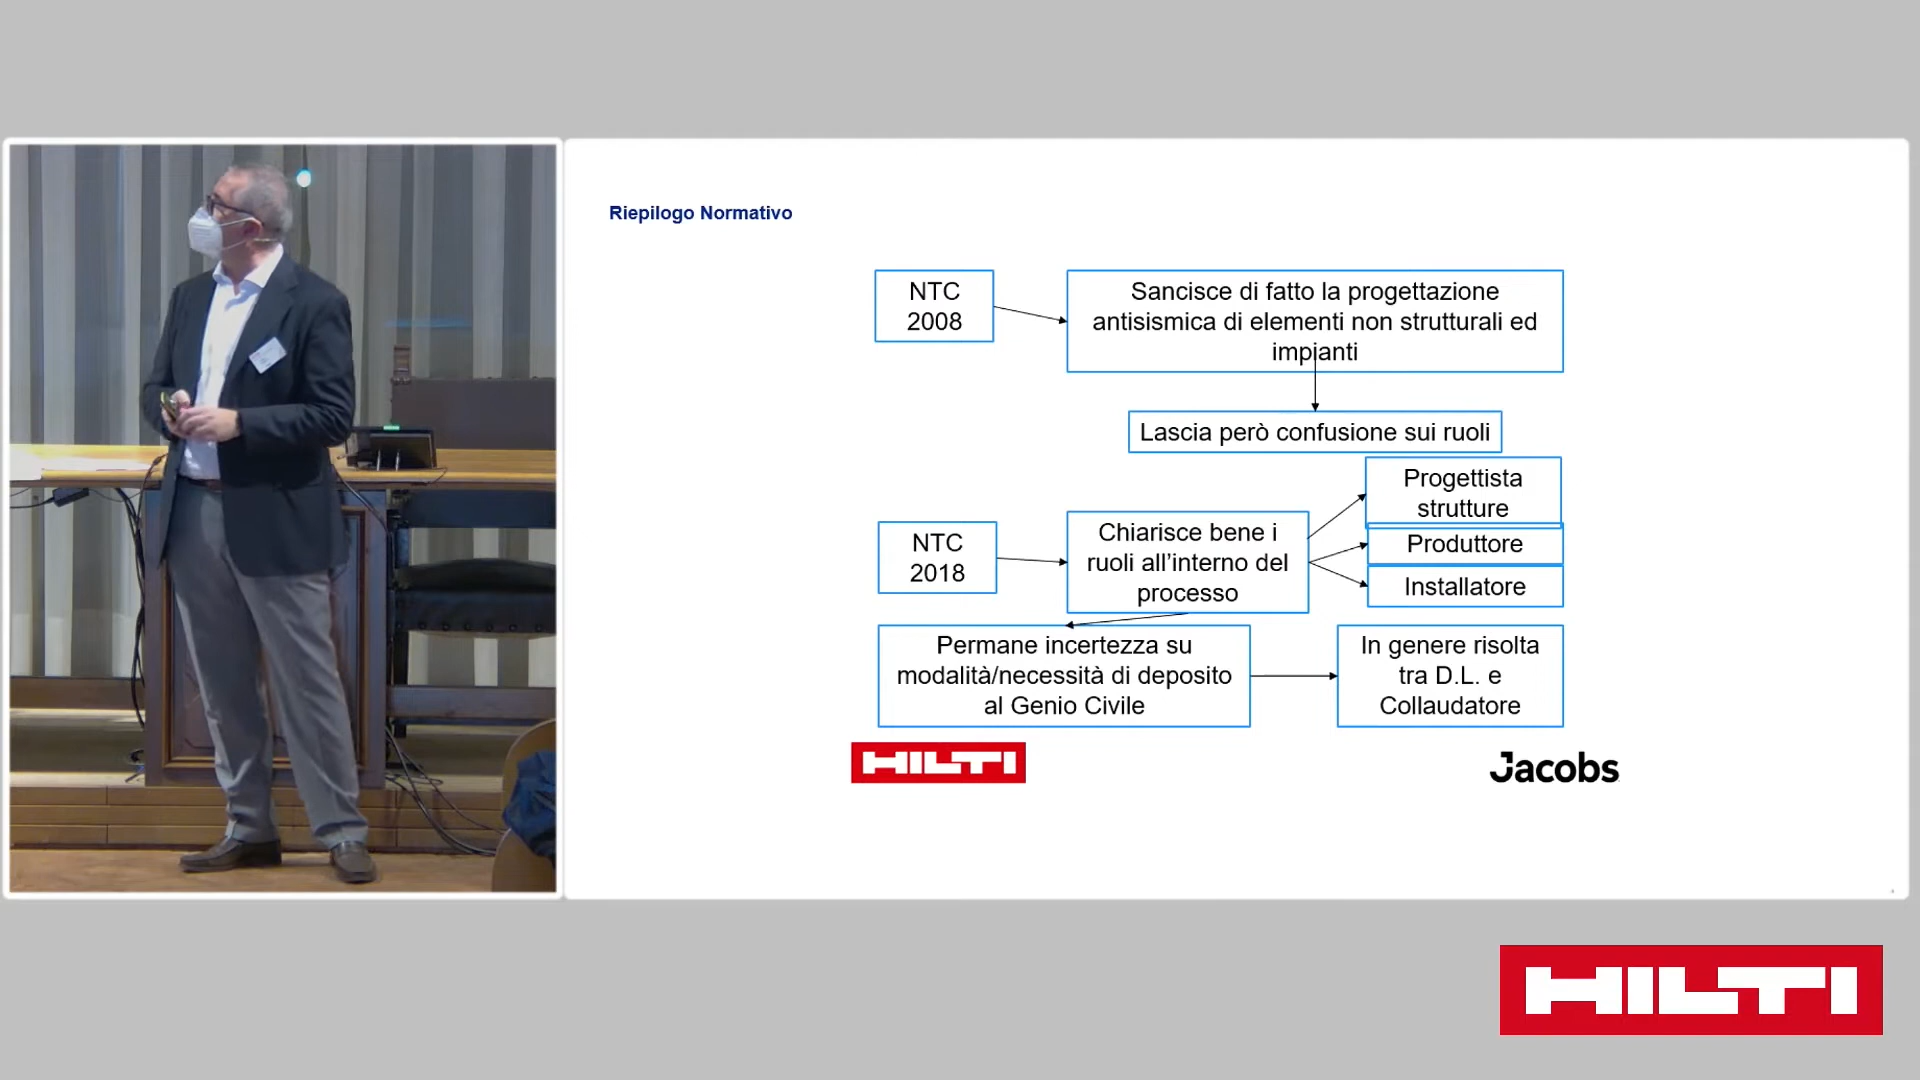 Riepilogo Normativo
NTC
2008
Sancisce di fatto la progettazione
antisismica di elementi non strutturali ed
impianti
Lascia però confusione sui ruoli
NTC
2018
Chiarisce bene i
ruoli all’interno del
processo
Progettista
strutture
Produttore
Installatore
Permane incertezza su
modalità/necessità di deposito
al Genio Civile
In genere risolta
tra D.L. e
Collaudatore
HILTI
Jacobs
HILTI